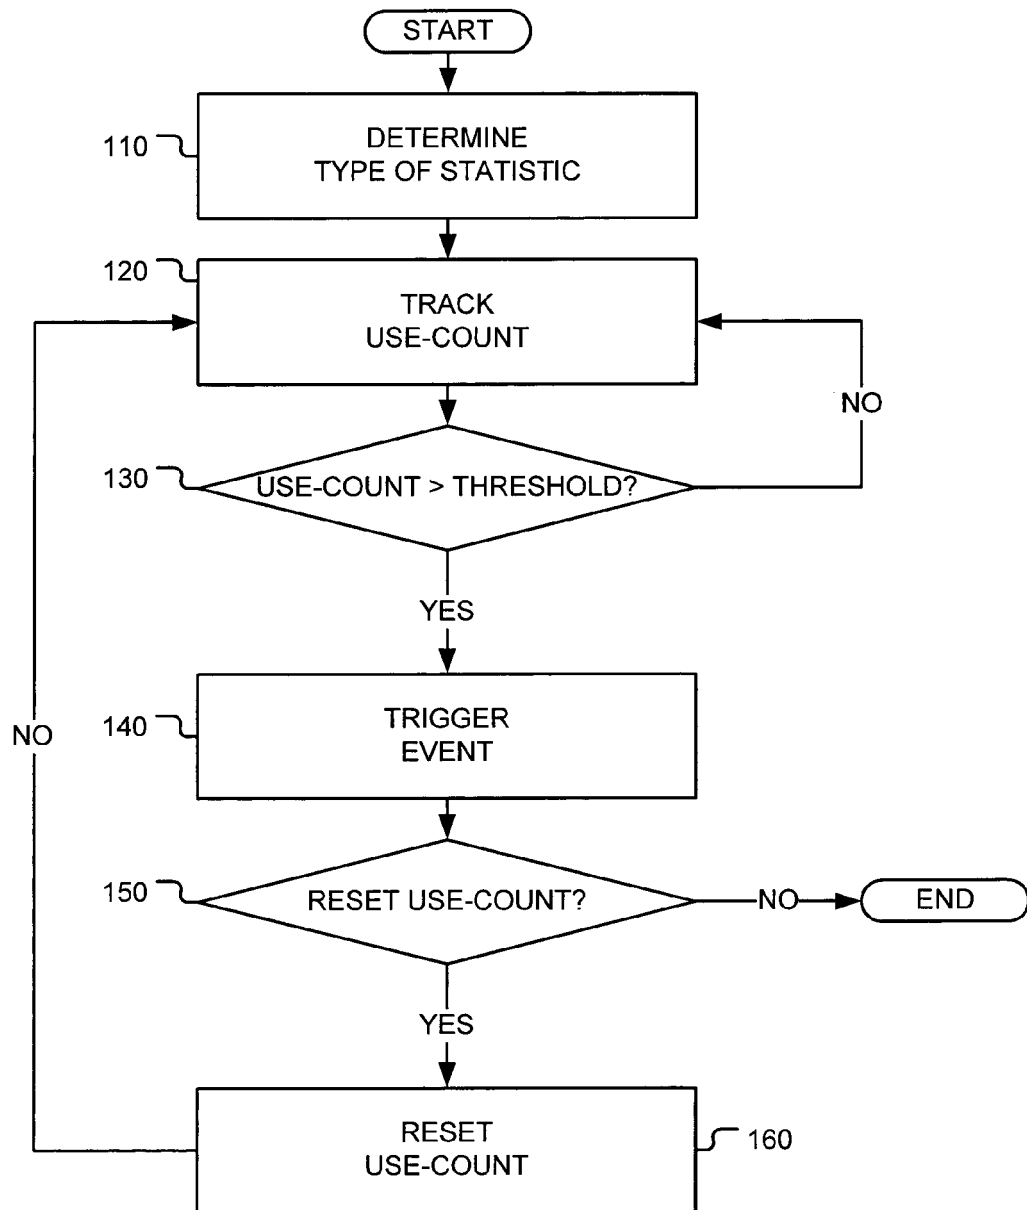 START
110
DETERMINE
TYPE OF STATISTIC
120
TRACK
USE-COUNT
NO
130
USE-COUNT > THRESHOLD?
YES
140
TRIGGER
EVENT
NO
150
RESET USE-COUNT?
NO
END
YES
RESET
USE-COUNT
160